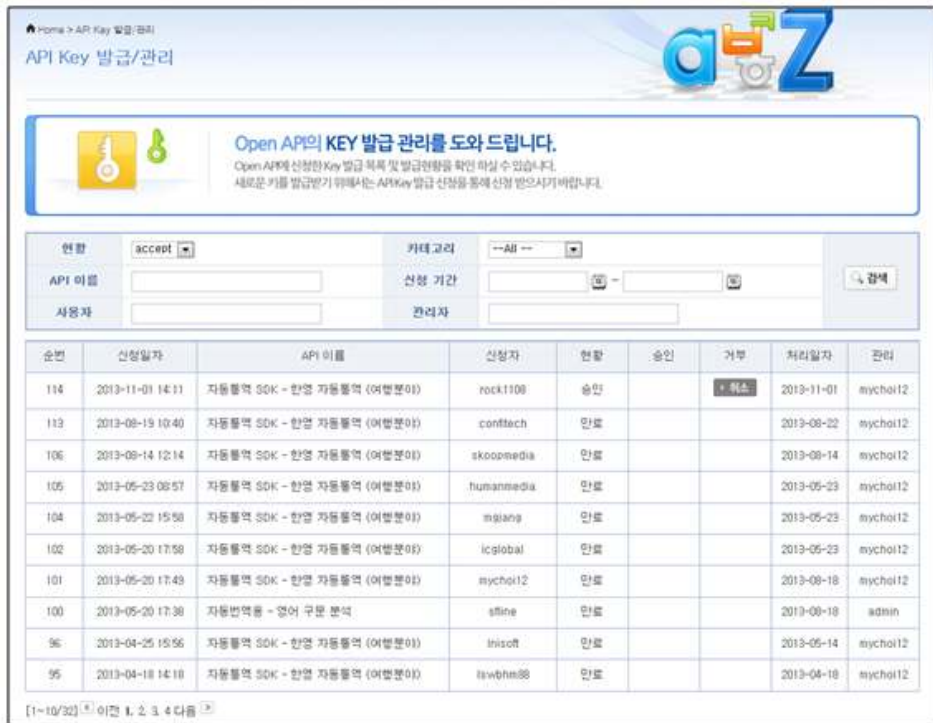 Home > API Key 발급/관리
API Key 발급/관리
a붕Z
Open API의 KEY 발급 관리를 도와 드립니다.
Open API에 신청한 Key 발급 목록 및 발급현황을 확인 하실 수 있습니다.
새로운 키를 발급받기 위해서는 API Key 발급 신청을 통해 신청 받으시기 바랍니다.
현황 accept 카테고리 --All --
API 이름 신청 기간 - 검색
사용자 관리자
순번 신청일자 API 이름 신청자 현황 승인 거부 처리일자 관리
114 2013-11-01 14:11 자동통역 SDK - 한영 자동통역 (여행분야) rock1108 승인 취소 2013-11-01 mychoi12
113 2013-08-19 10:40 자동통역 SDK - 한영 자동통역 (여행분야) confitech 만료 2013-08-22 mychoi12
106 2013-08-14 12:14 자동통역 SDK - 한영 자동통역 (여행분야) skoopmedia 만료 2013-08-14 mychoi12
105 2013-05-23 08:57 자동통역 SDK - 한영 자동통역 (여행분야) humanmedia 만료 2013-05-23 mychoi12
104 2013-05-22 15:58 자동통역 SDK - 한영 자동통역 (여행분야) mgjang 만료 2013-05-23 mychoi12
102 2013-05-20 17:58 자동통역 SDK - 한영 자동통역 (여행분야) icglobal 만료 2013-05-23 mychoi12
101 2013-05-20 17:49 자동통역 SDK - 한영 자동통역 (여행분야) mychoi12 만료 2013-08-18 mychoi12
100 2013-05-20 17:38 자동번역용 - 영어 구문 분석 만료 2013-08-18 admin
96 2013-04-25 15:56 자동통역 SDK - 한영 자동통역 (여행분야) lnisoft 만료 2013-05-14 mychoi12
95 2013-04-18 14:18 자동통역 SDK - 한영 자동통역 (여행분야) 만료 2013-04-18 mychoi12
[1~10/32] 이전 1, 2, 3, 4 다음